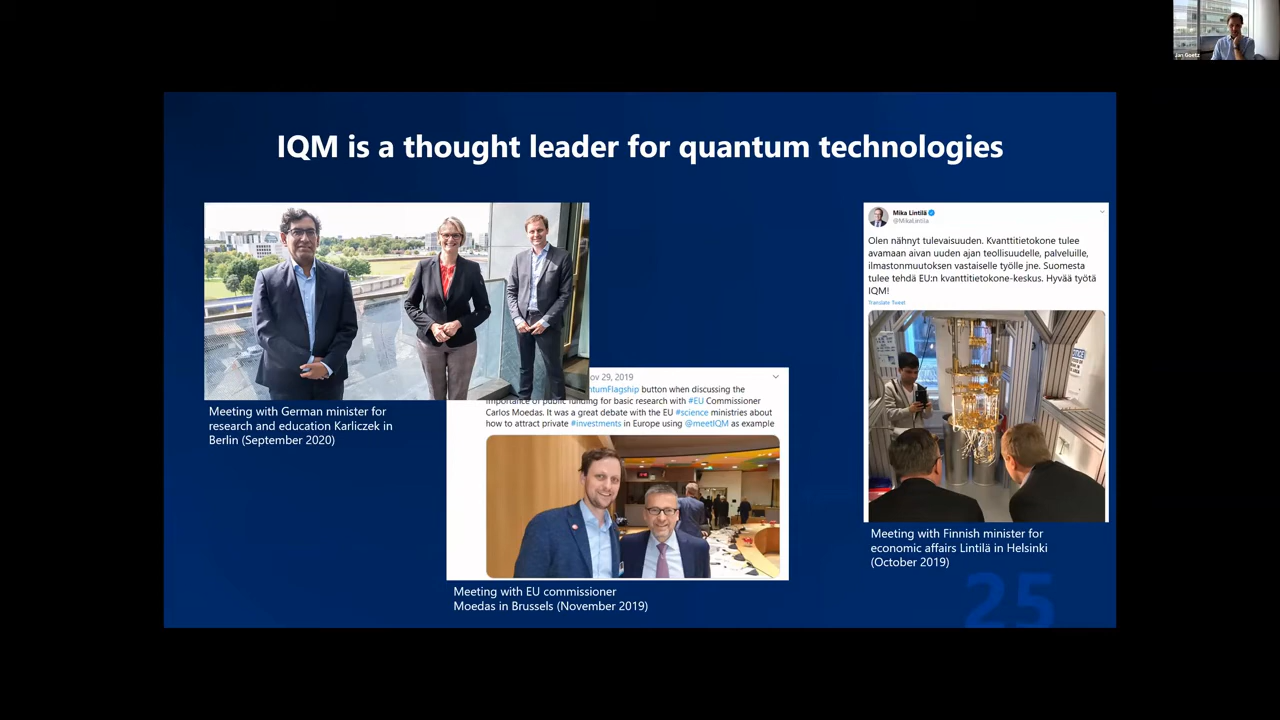 Jan Goetz
IQM is a thought leader for quantum technologies
Meeting with German minister for
research and education Karliczek in
Berlin (September 2020)
ov 29, 2019
ntumFlagship button when discussing the
importance of public funding for basic research with #EU Commissioner
Carlos Moedas. It was a great debate with the EU #science ministries about
how to attract private #investments in Europe using @meetIQM as example
Meeting with EU commissioner
Moedas in Brussels (November 2019)
Mika Lintilä
@MikaLintila
Olen nähnyt tulevaisuuden. Kvanttitietokone tulee
avamaan aivan uuden ajan teollisuudelle, palveluille,
ilmastonmuutoksen vastaiselle työlle jne. Suomesta
tulee tehdä EU:n kvanttitietokone-keskus. Hyvää työtä
IQM!
Translate Tweet
Meeting with Finnish minister for
economic affairs Lintilä in Helsinki
(October 2019)
25